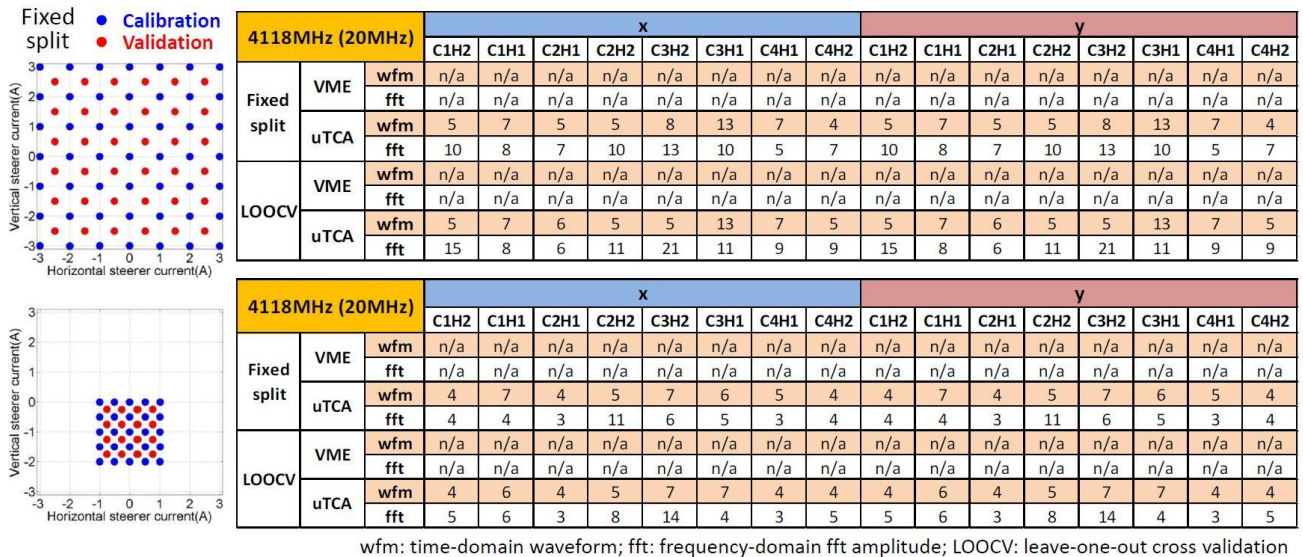 Fixed split
● Calibration
● Validation
3
2
1
0
-1
-2
-3
-3 -2 -1 0 1 2 3
Vertical steerer current(A)
Horizontal steerer current(A)
4118MHz (20MHz) x y
C1H2 C1H1 C2H1 C2H2 C3H2 C3H1 C4H1 C4H2 C1H2 C1H1 C2H1 C2H2 C3H2 C3H1 C4H1 C4H2
Fixed split VME wfm n/a n/a n/a n/a n/a n/a n/a n/a n/a n/a n/a n/a n/a n/a n/a n/a
fft n/a n/a n/a n/a n/a n/a n/a n/a n/a n/a n/a n/a n/a n/a n/a n/a
uTCA wfm 5 7 5 5 8 13 7 4 5 7 5 5 8 13 7 4
fft 10 8 7 10 13 10 5 7 10 8 7 10 13 10 5 7
LOOCV VME wfm n/a n/a n/a n/a n/a n/a n/a n/a n/a n/a n/a n/a n/a n/a n/a n/a
fft n/a n/a n/a n/a n/a n/a n/a n/a n/a n/a n/a n/a n/a n/a n/a n/a
uTCA wfm 5 7 6 5 5 13 7 5 5 7 6 5 5 13 7 5
fft 15 8 6 11 21 11 9 9 15 8 6 11 21 11 9 9
3
2
1
0
-1
-2
-3
-3 -2 -1 0 1 2 3
Vertical steerer current(A)
Horizontal steerer current(A)
4118MHz (20MHz) x y
C1H2 C1H1 C2H1 C2H2 C3H2 C3H1 C4H1 C4H2 C1H2 C1H1 C2H1 C2H2 C3H2 C3H1 C4H1 C4H2
Fixed split VME wfm n/a n/a n/a n/a n/a n/a n/a n/a n/a n/a n/a n/a n/a n/a n/a n/a
fft n/a n/a n/a n/a n/a n/a n/a n/a n/a n/a n/a n/a n/a n/a n/a n/a
uTCA wfm 4 7 4 5 7 6 5 4 4 7 4 5 7 6 5 4
fft 4 4 3 11 6 5 3 4 4 4 3 11 6 5 3 4
LOOCV VME wfm n/a n/a n/a n/a n/a n/a n/a n/a n/a n/a n/a n/a n/a n/a n/a n/a
fft n/a n/a n/a n/a n/a n/a n/a n/a n/a n/a n/a n/a n/a n/a n/a n/a
uTCA wfm 4 6 4 5 7 7 4 4 4 6 4 5 7 7 4 4
fft 5 6 3 8 14 4 3 5 5 6 3 8 14 4 3 5
wfm: time-domain waveform; fft: frequency-domain fft amplitude; LOOCV: leave-one-out cross validation